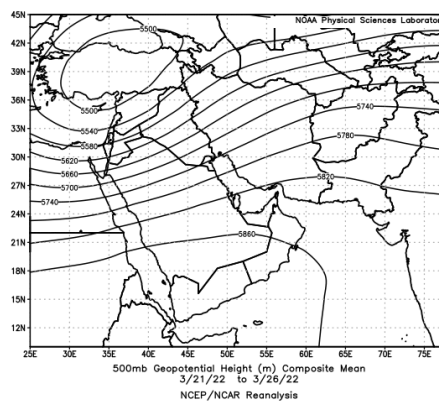 NOAA Physical Sciences Laborator
45N
42N
39N
36N
33N
30N
27N
24N
21N
18N
15N
12N
5500
5500
5540
5580
5620
5660
5700
5740
5740
5780
5820
5860
25E 30E 35E 40E 45E 50E 55E 60E 65E 70E 75E
500mb Geopotential Height (m) Composite Mean
3/21/22 to 3/26/22
NCEP/NCAR Reanalysis